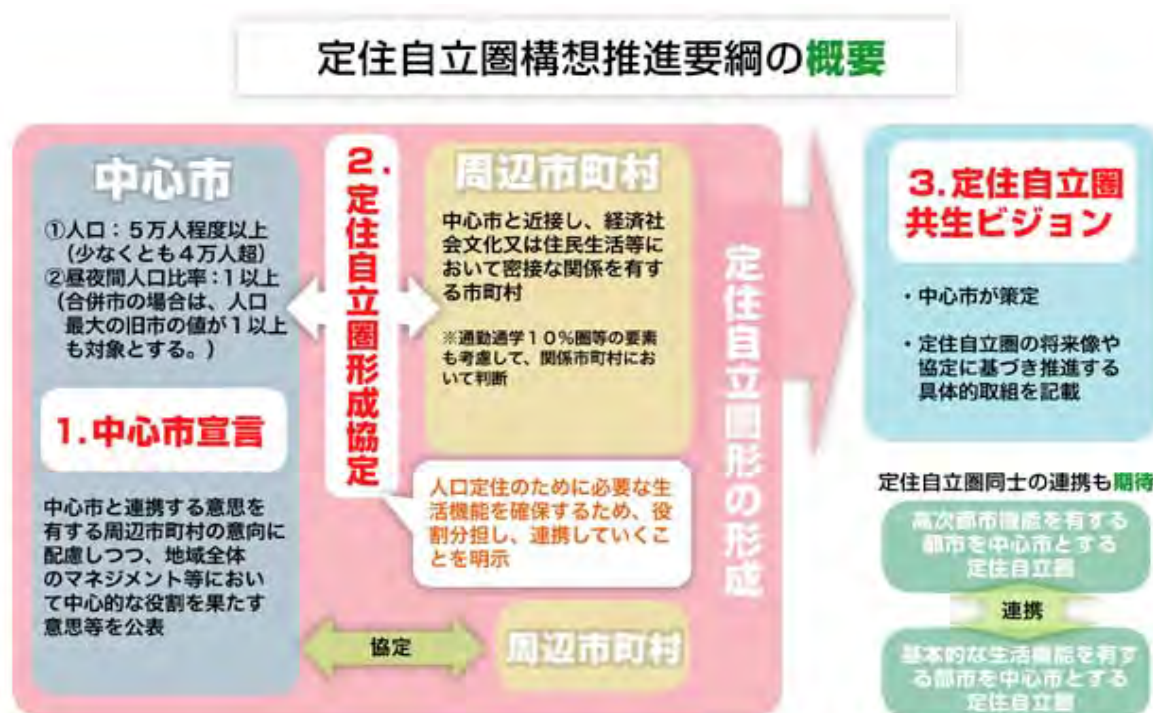 定住自立圏構想推進要綱の概要
中心市
①人口：５万人程度以上
(少なくとも４万人超)
②昼夜間人口比率：１以上
(合併市の場合は、人口
最大の旧市の値が１以上
も対象とする。)
1.中心市宣言
中心市と連携する意思を
有する周辺市町村の意向に
配慮しつつ、地域全体
のマネジメント等におい
て中心的な役割を果たす
意思等を公表
2.定住自立圏形成協定
周辺市町村
中心市と近接し、経済社
会文化又は住民生活等に
おいて密接な関係を有す
る市町村
※通勤通学１０％圏等の要素
も考慮して、関係市町村にお
いて判断
人口定住のために必要な生
活機能を確保するため、役
割分担し、連携していくこ
とを明示
協定
周辺市町村
定住自立圏形の形成
3.定住自立圏
共生ビジョン
・中心市が策定
・定住自立圏の将来像や
協定に基づき推進する
具体的取組を記載
定住自立圏同士の連携も期待
高次都市機能を有する
都市を中心市とする
定住自立圏
連携
基本的な生活機能を有す
る都市を中心市とする
定住自立圏